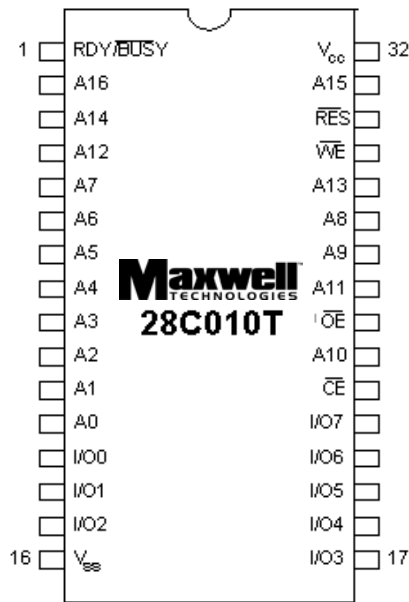 1 RDY/BUSY Vcc 32
A16 A15
A14 RES
A12 WE
A7 A13
A6 A8
A5 A9
Maxwell
TECHNOLOGIES
A4 A11
28C010T
A3 OE
A2 A10
A1 CE
A0 I/O7
I/O0 I/O6
I/O1 I/O5
I/O2 I/O4
16 Vss I/O3 17